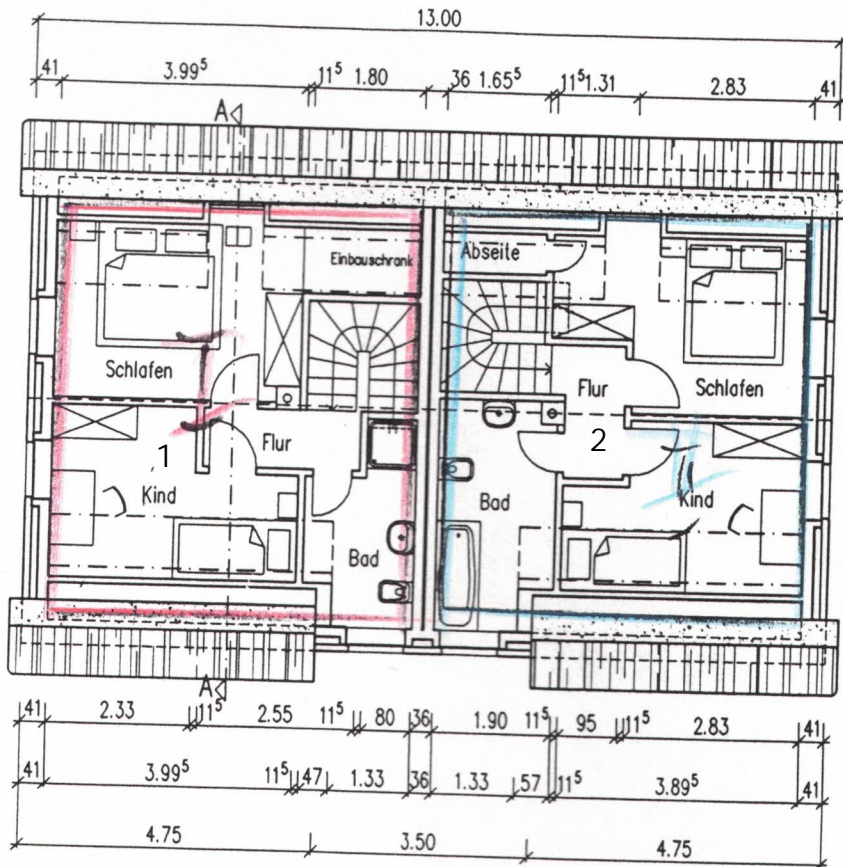 13.00
41 3.99⁵ 11⁵ 1.80 36 1.65⁵ 11⁵ 1.31 2.83 41
A
Einbauschrank Abseite
Schlafen Flur Schlafen
1 Flur 2
Kind Bad Kind
Bad
A
41 2.33 11⁵ 2.55 11⁵ 80 36 1.90 11⁵ 95 11⁵ 2.83 41
41 3.99⁵ 11⁵ 47 1.33 36 1.33 57 11⁵ 3.89⁵ 41
4.75 3.50 4.75